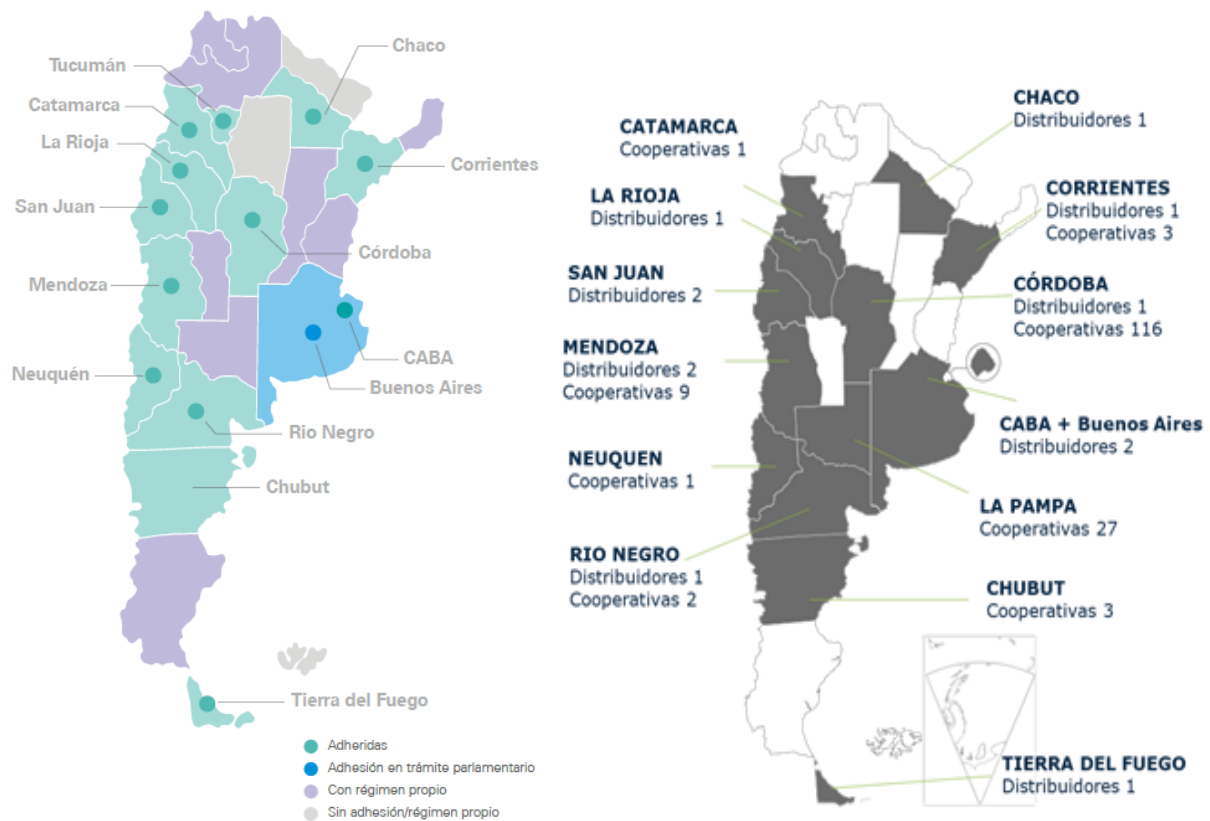 Chaco
Tucumán
Catamarca
La Rioja
Corrientes
San Juan
Córdoba
Mendoza
CABA
Neuquén
Buenos Aires
Rio Negro
Chubut
Tierra del Fuego
Adheridas
Adhesión en trámite parlamentario
Con régimen propio
Sin adhesión/régimen propio
CHACO
Distribuidores 1
CATAMARCA
Cooperativas 1
CORRIENTES
Distribuidores 1
Cooperativas 3
LA RIOJA
Distribuidores 1
SAN JUAN
Distribuidores 2
CÓRDOBA
Distribuidores 1
Cooperativas 116
MENDOZA
Distribuidores 2
Cooperativas 9
CABA + Buenos Aires
Distribuidores 2
NEUQUEN
Cooperativas 1
LA PAMPA
Cooperativas 27
RIO NEGRO
Distribuidores 1
Cooperativas 2
CHUBUT
Cooperativas 3
TIERRA DEL FUEGO
Distribuidores 1